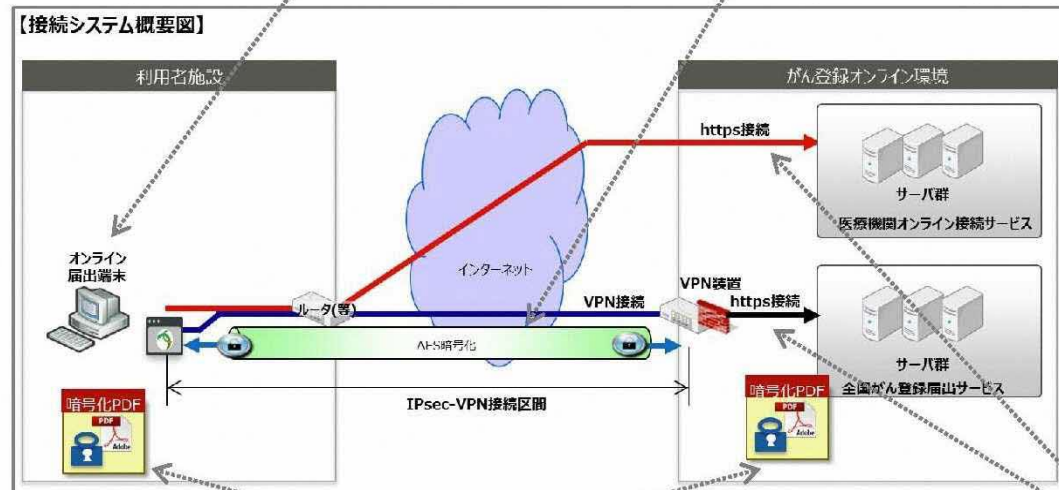 【接続システム概要図】
利用者施設
がん登録オンライン環境
https接続
サーバ群
医療機関オンライン接続サービス
オンライン
届出端末
インターネット
ルータ(等)
VPN接続
VPN装置
https接続
AES暗号化
サーバ群
全国がん登録届出サービス
IPsec-VPN接続区間
暗号化PDF
PDF
Adobe
暗号化PDF
PDF
Adobe